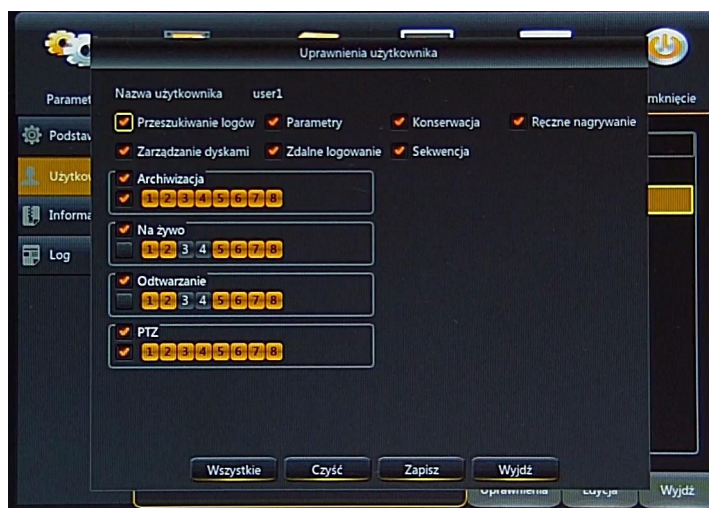 Uprawnienia użytkownika
Paramet
mknięcie
Nazwa użytkownika user1
Przeszukiwanie logów Parametry Konserwacja Ręczne nagrywanie
Podstaw
Zarządzanie dyskami Zdalne logowanie Sekwencja
Użytkow
Archiwizacja
1 2 3 4 5 6 7 8
Informa
Na żywo
1 2 3 4 5 6 7 8
Log
Odtwarzanie
1 2 3 4 5 6 7 8
PTZ
1 2 3 4 5 6 7 8
Wszystkie Czyść Zapisz Wyjdź
Uprawnienia Edycja Wyjdź